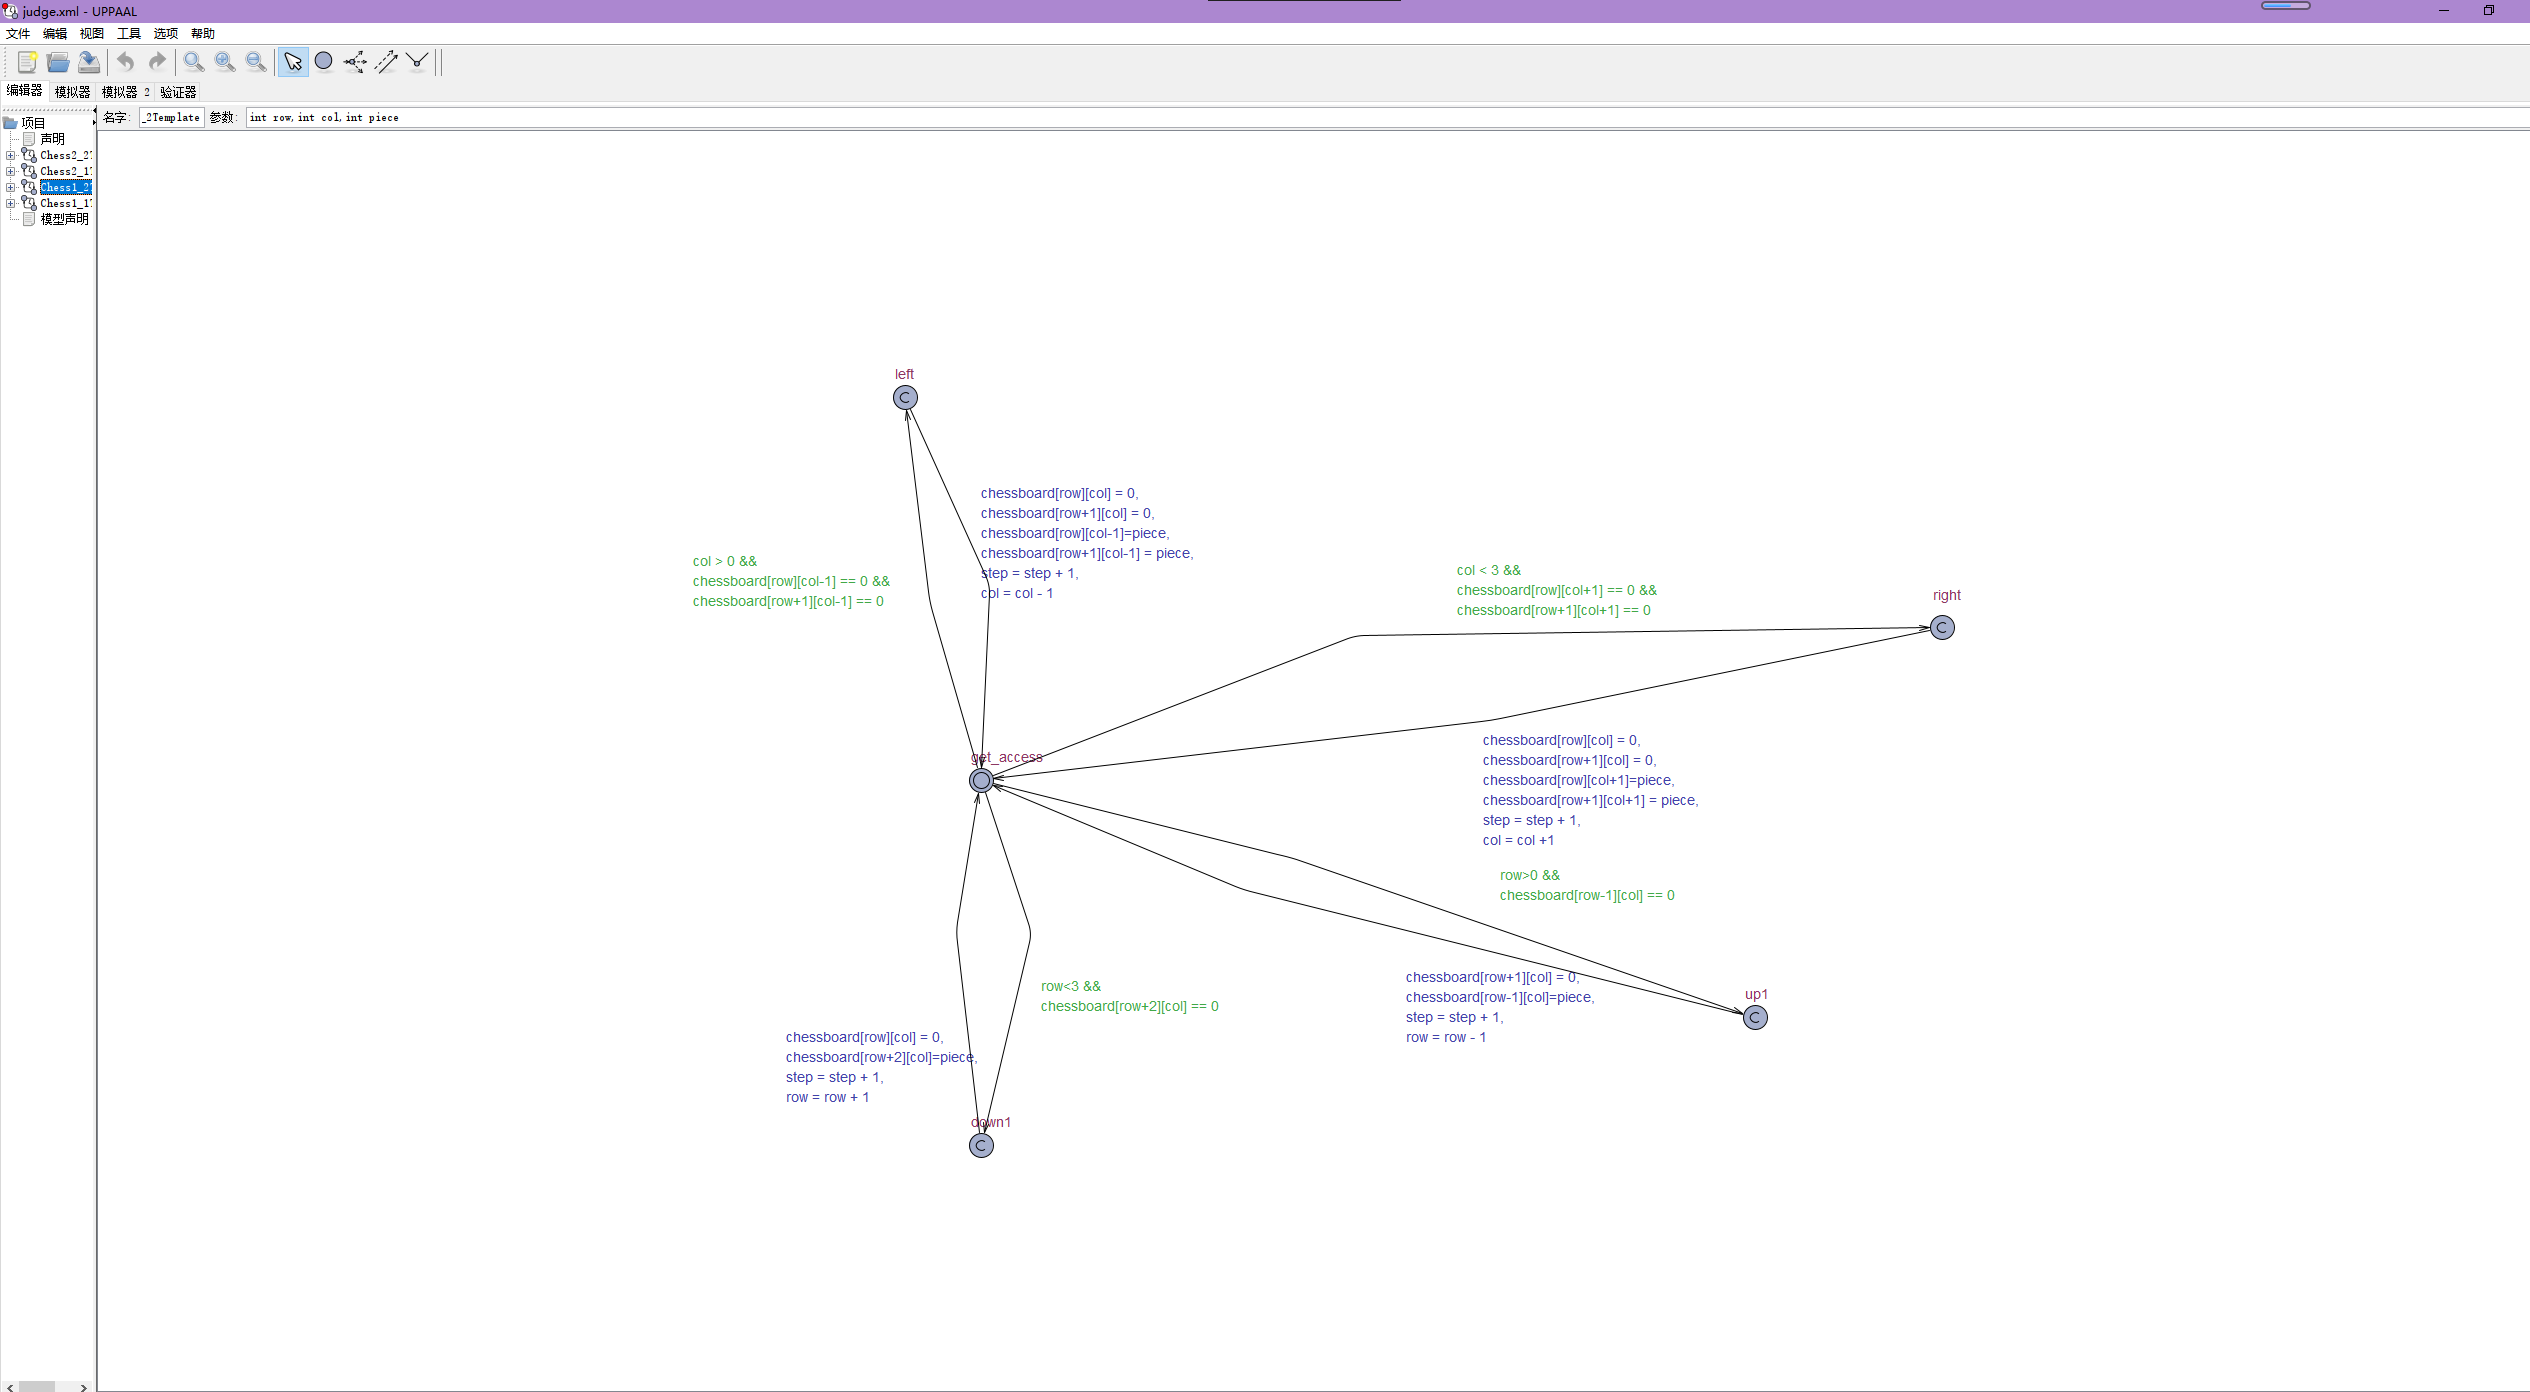 judge.xml - UPPAAL
文件 编辑 视图 工具 选项 帮助
编辑器 模拟器 模拟器 2 验证器
名字: _2Template 参数: int row,int col,int piece
项目
声明
Chess2_2
Chess2_1
Chess1_2
Chess1_1
模型声明
left
C
chessboard[row][col] = 0,
chessboard[row+1][col] = 0,
chessboard[row][col-1]=piece,
chessboard[row+1][col-1] = piece,
step = step + 1,
col = col - 1
col > 0 &&
chessboard[row][col-1] == 0 &&
chessboard[row+1][col-1] == 0
col < 3 &&
chessboard[row][col+1] == 0 &&
chessboard[row+1][col+1] == 0
right
C
get_access
chessboard[row][col] = 0,
chessboard[row+1][col] = 0,
chessboard[row][col+1]=piece,
chessboard[row+1][col+1] = piece,
step = step + 1,
col = col +1
row>0 &&
chessboard[row-1][col] == 0
chessboard[row+1][col] = 0,
chessboard[row-1][col]=piece,
step = step + 1,
row = row - 1
up1
C
row<3 &&
chessboard[row+2][col] == 0
chessboard[row][col] = 0,
chessboard[row+2][col]=piece,
step = step + 1,
row = row + 1
down1
C